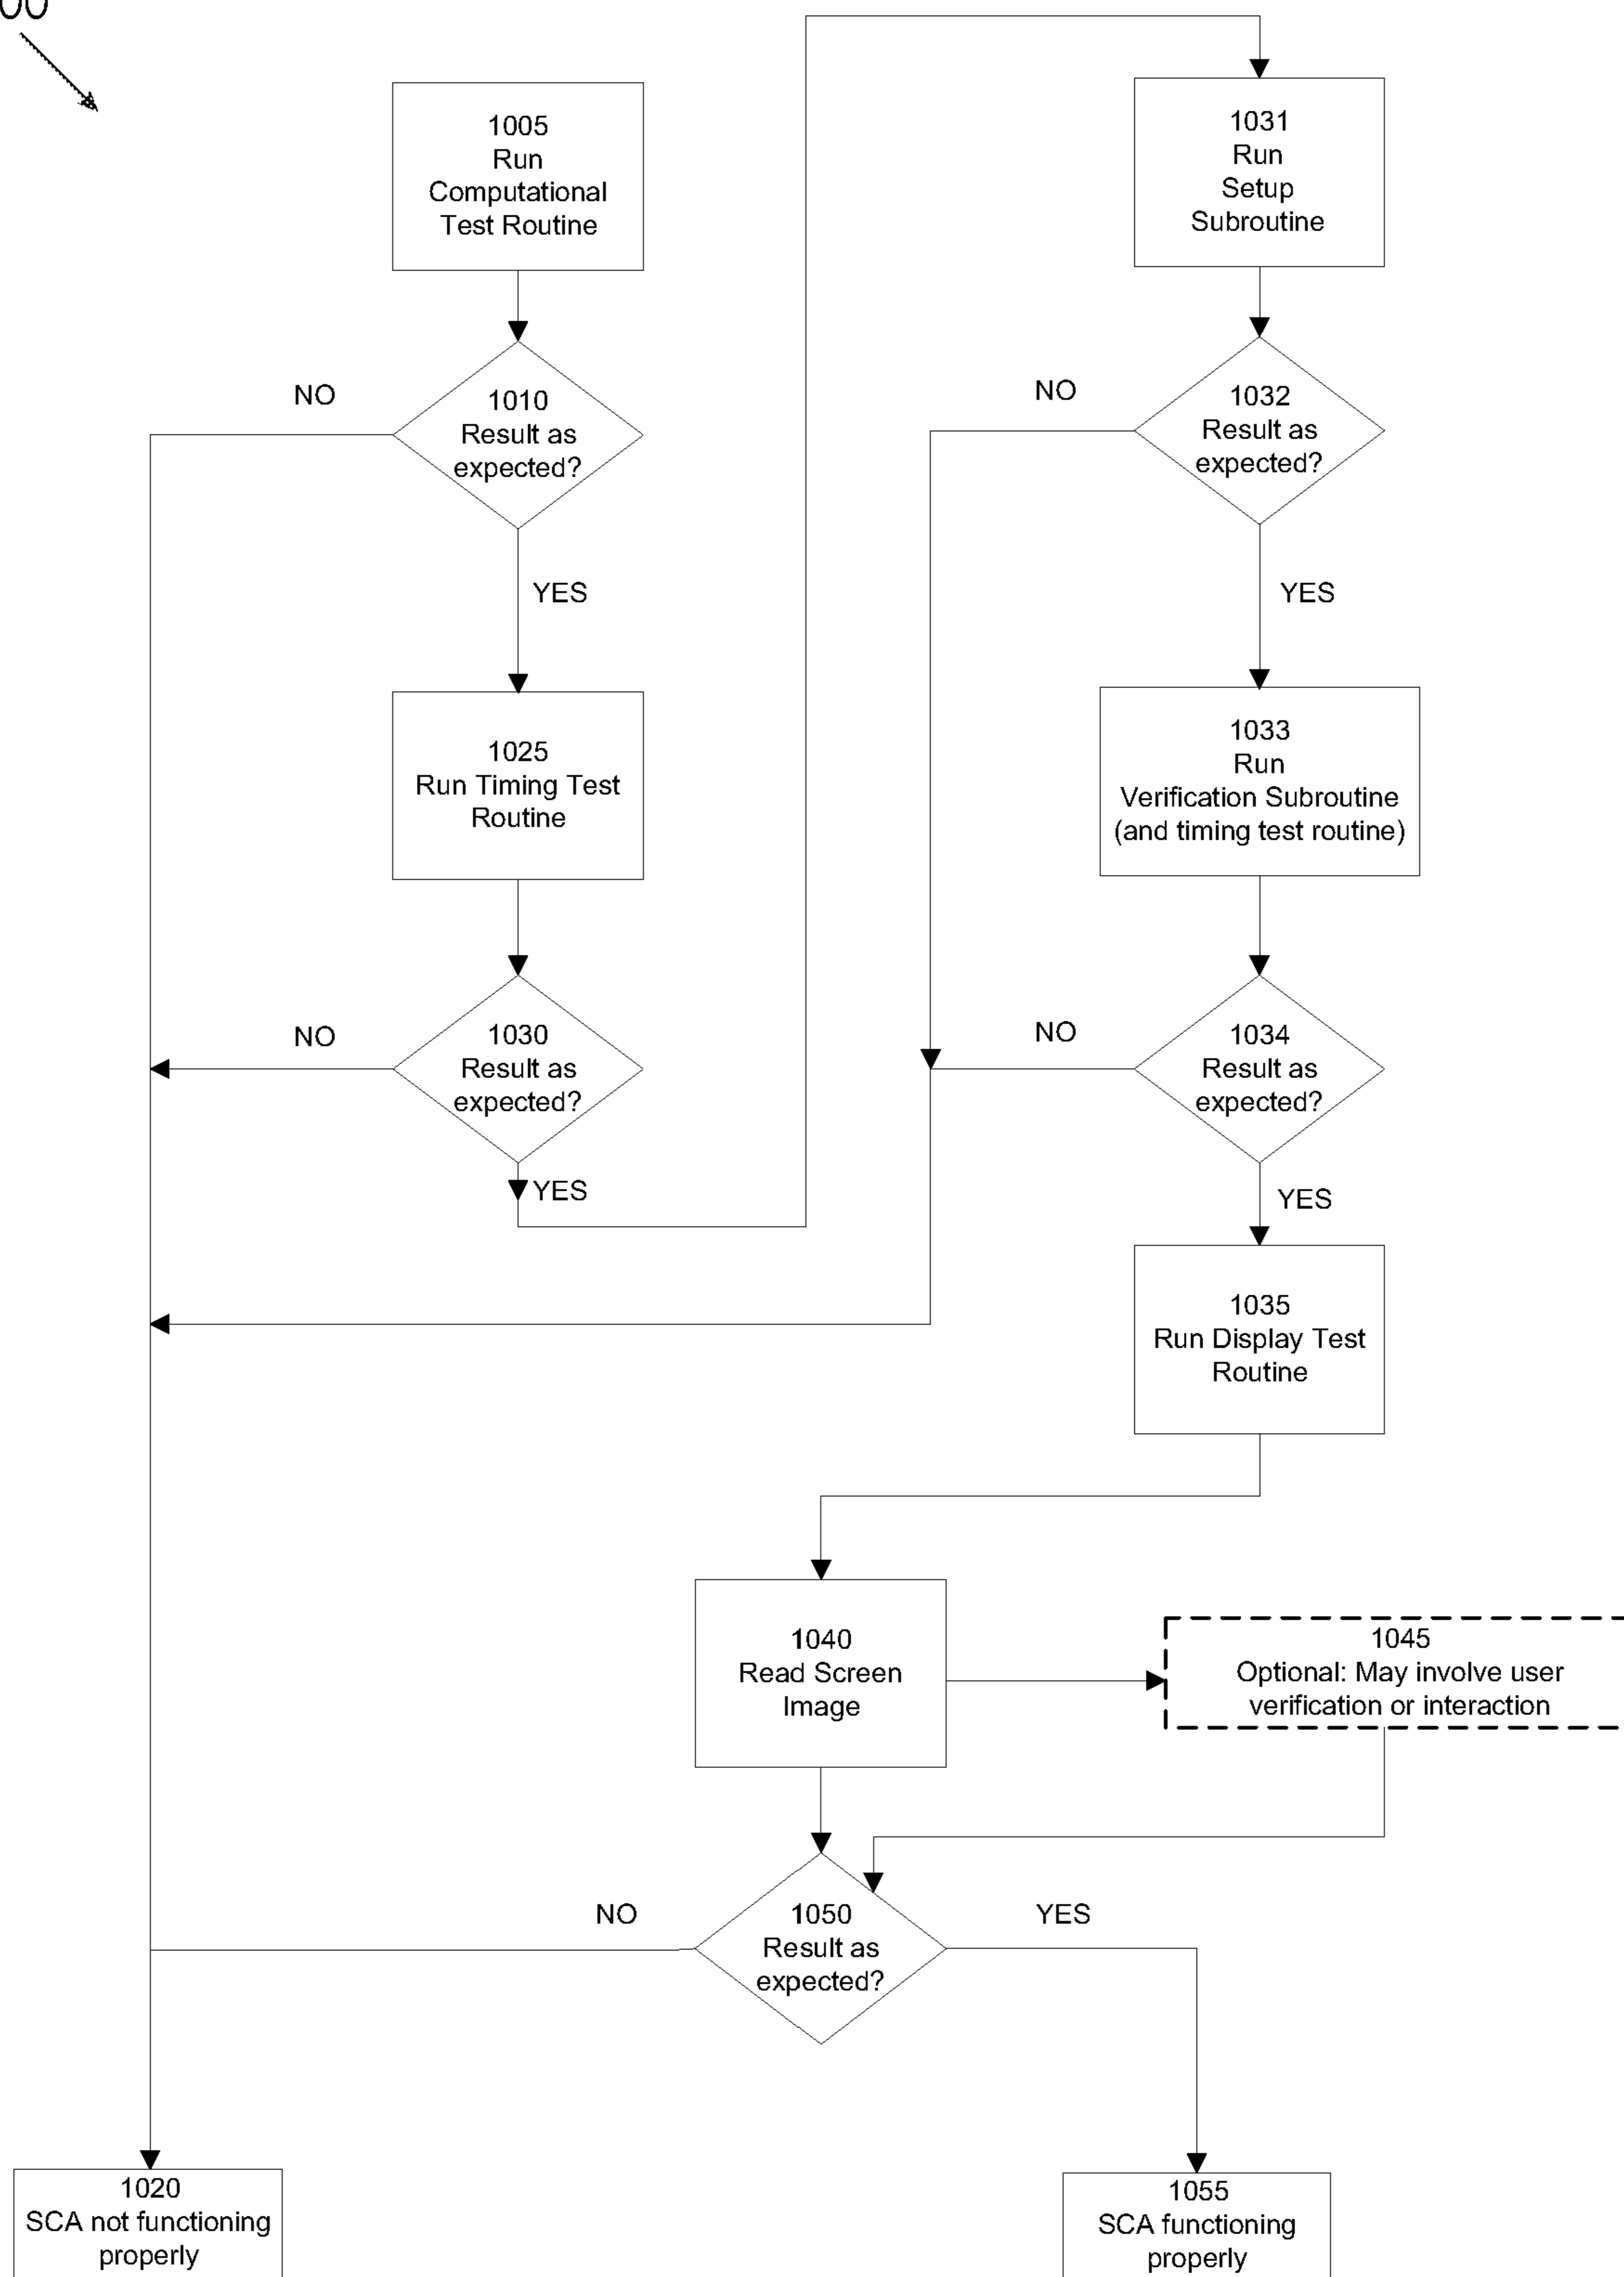 1005
Run
Computational
Test Routine
NO
1010
Result as
expected?
YES
1025
Run Timing Test
Routine
NO
1030
Result as
expected?
YES
1031
Run
Setup
Subroutine
NO
1032
Result as
expected?
YES
1033
Run
Verification Subroutine
(and timing test routine)
NO
1034
Result as
expected?
YES
1035
Run Display Test
Routine
1040
Read Screen
Image
1045
Optional: May involve user
verification or interaction
NO
1050
Result as
expected?
YES
1020
SCA not functioning
properly
1055
SCA functioning
properly